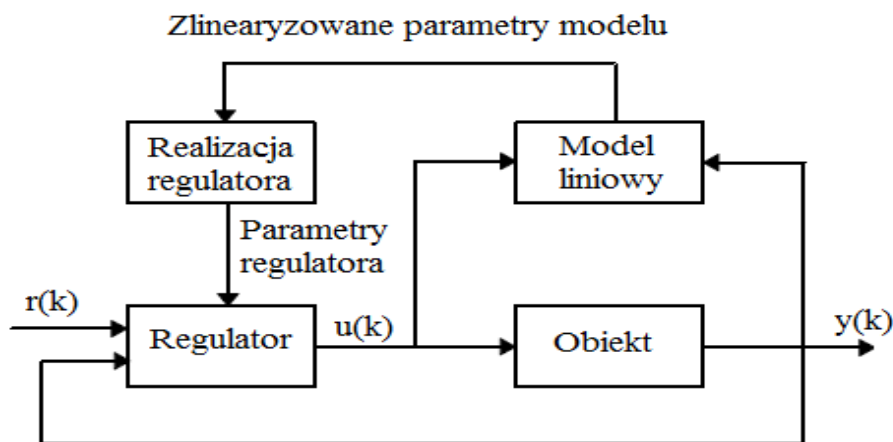 Zlinearyzowane parametry modelu
Realizacja
regulatora
Model
liniowy
Parametry
regulatora
r(k)
Regulator
u(k)
Obiekt
y(k)